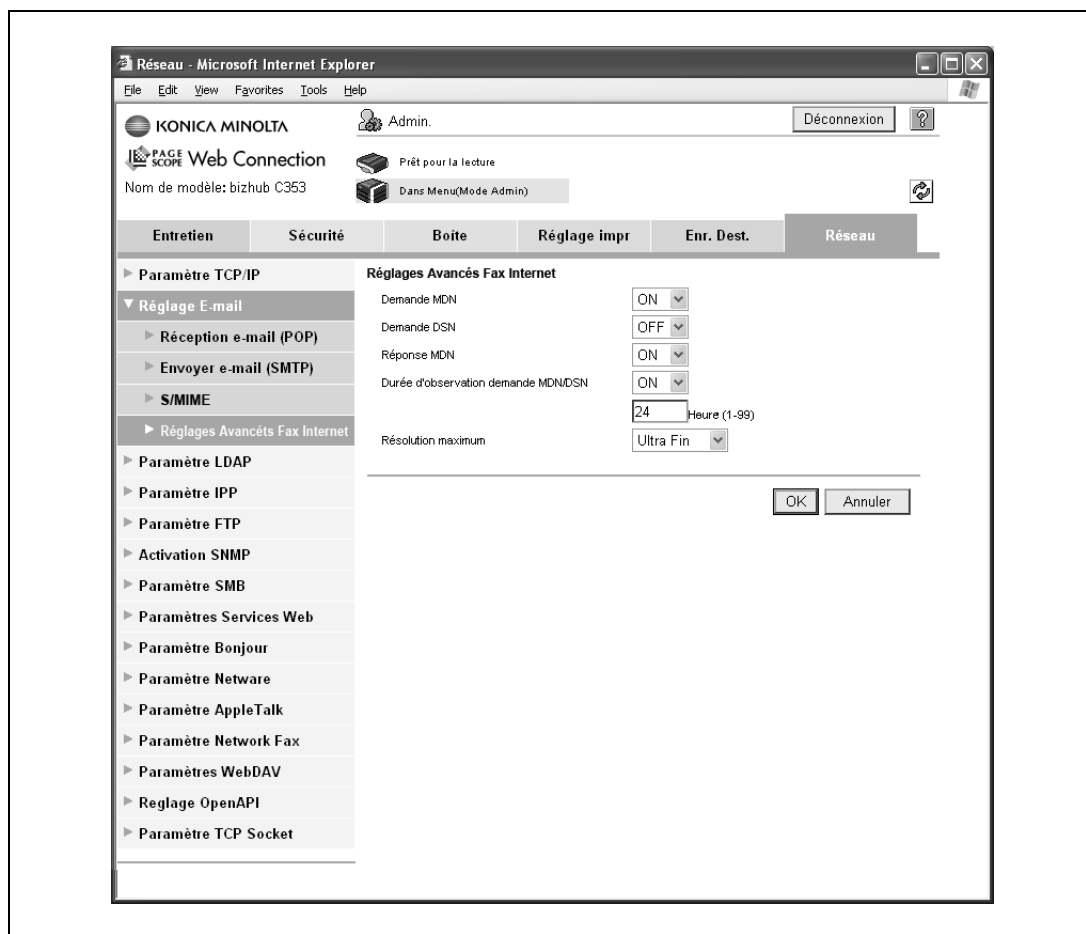 Réseau - Microsoft Internet Explorer
File Edit View Favorites Tools Help
KONICA MINOLTA
Admin.
Déconnexion
?
PAGE SCOPE Web Connection
Prêt pour la lecture
Nom de modèle: bizhub C353
Dans Menu(Mode Admin)
Entretien Sécurité Boîte Réglage impr Enr. Dest. Réseau
Paramètre TCP/IP
Réglage E-mail
Réception e-mail (POP)
Envoyer e-mail (SMTP)
S/MIME
Réglages Avancéts Fax Internet
Paramètre LDAP
Paramètre IPP
Paramètre FTP
Activation SNMP
Paramètre SMB
Paramètres Services Web
Paramètre Bonjour
Paramètre Netware
Paramètre AppleTalk
Paramètre Network Fax
Paramètres WebDAV
Reglage OpenAPI
Paramètre TCP Socket
Réglages Avancés Fax Internet
Demande MDN ON
Demande DSN OFF
Réponse MDN ON
Durée d'observation demande MDN/DSN ON
24 Heure (1-99)
Résolution maximum Ultra Fin
OK Annuler